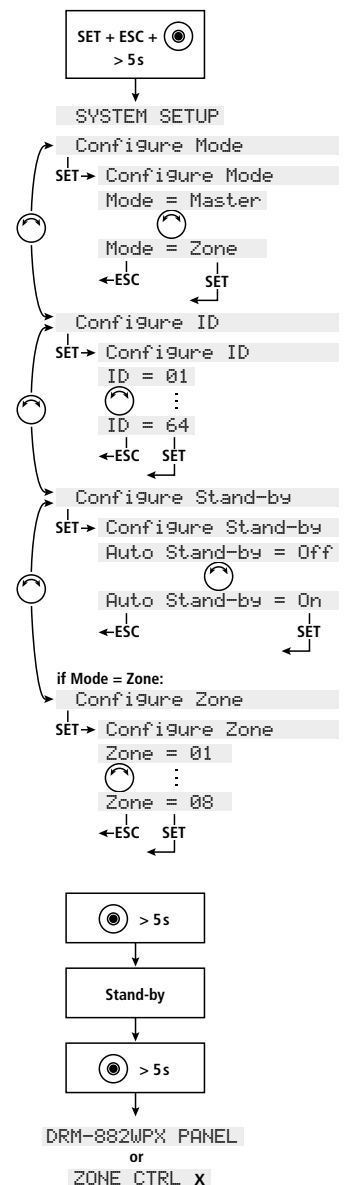 SET + ESC +
> 5s
SYSTEM SETUP
Configure Mode
SET Configure Mode
Mode = Master
Mode = Zone
ESC SET
Configure ID
SET Configure ID
ID = 01
⋮
ID = 64
ESC SET
Configure Stand-by
SET Configure Stand-by
Auto Stand-by = Off
Auto Stand-by = On
ESC SET
if Mode = Zone:
Configure Zone
SET Configure Zone
Zone = 01
⋮
Zone = 08
ESC SET
> 5s
Stand-by
> 5s
DRM-882WPX PANEL
or
ZONE CTRL X